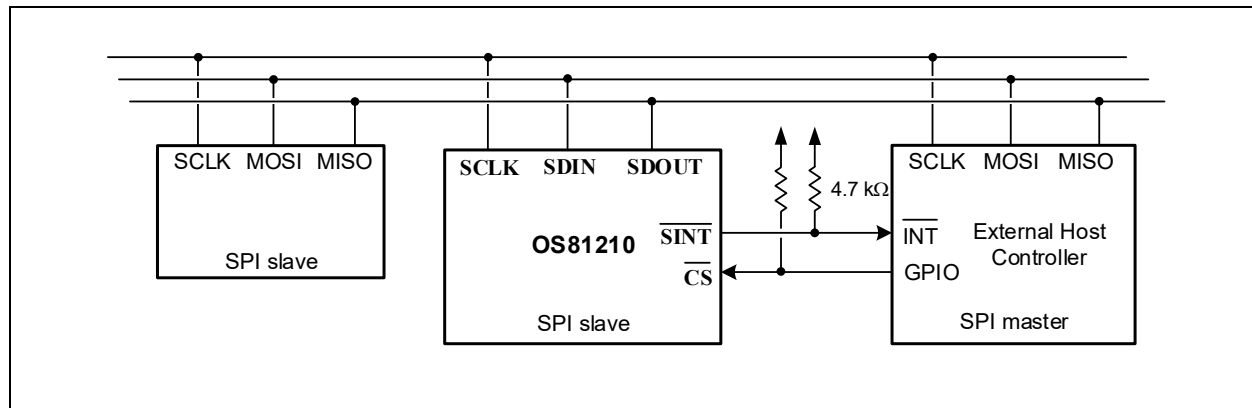 SCLK MOSI MISO
SPI slave
SCLK SDIN SDOUT
OS81210
SINT
CS
SPI slave
4.7 kΩ
SCLK MOSI MISO
INT
External Host
Controller
GPIO
SPI master